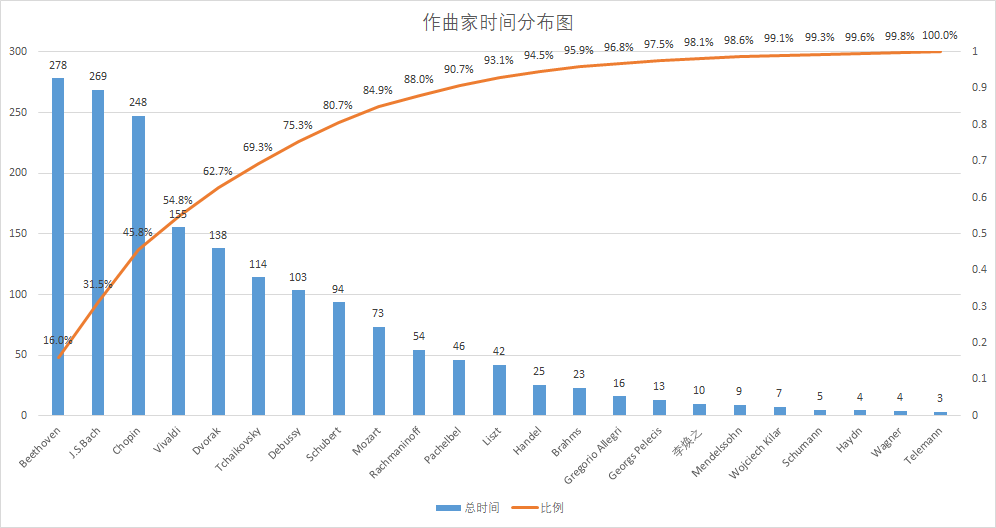 作曲家时间分布图
300
250
200
150
100
50
0
1
0.9
0.8
0.7
0.6
0.5
0.4
0.3
0.2
0.1
0
278
269
248
155
138
114
103
94
73
54
46
42
25
23
16
13
10
9
7
5
4
4
3
16.0%
31.5%
45.8%
54.8%
62.7%
69.3%
75.3%
80.7%
84.9%
88.0%
90.7%
93.1%
94.5%
95.9%
96.8%
97.5%
98.1%
98.6%
99.1%
99.3%
99.6%
99.8%
100.0%
Beethoven
J.S.Bach
Chopin
Vivaldi
Dvorak
Tchaikovsky
Debussy
Schubert
Mozart
Rachmaninoff
Pachelbel
Liszt
Handel
Brahms
Gregorio Allegri
Georgs Pelecis
李焕之
Mendelssohn
Wojciech Kilar
Schumann
Haydn
Wagner
Telemann
总时间
比例